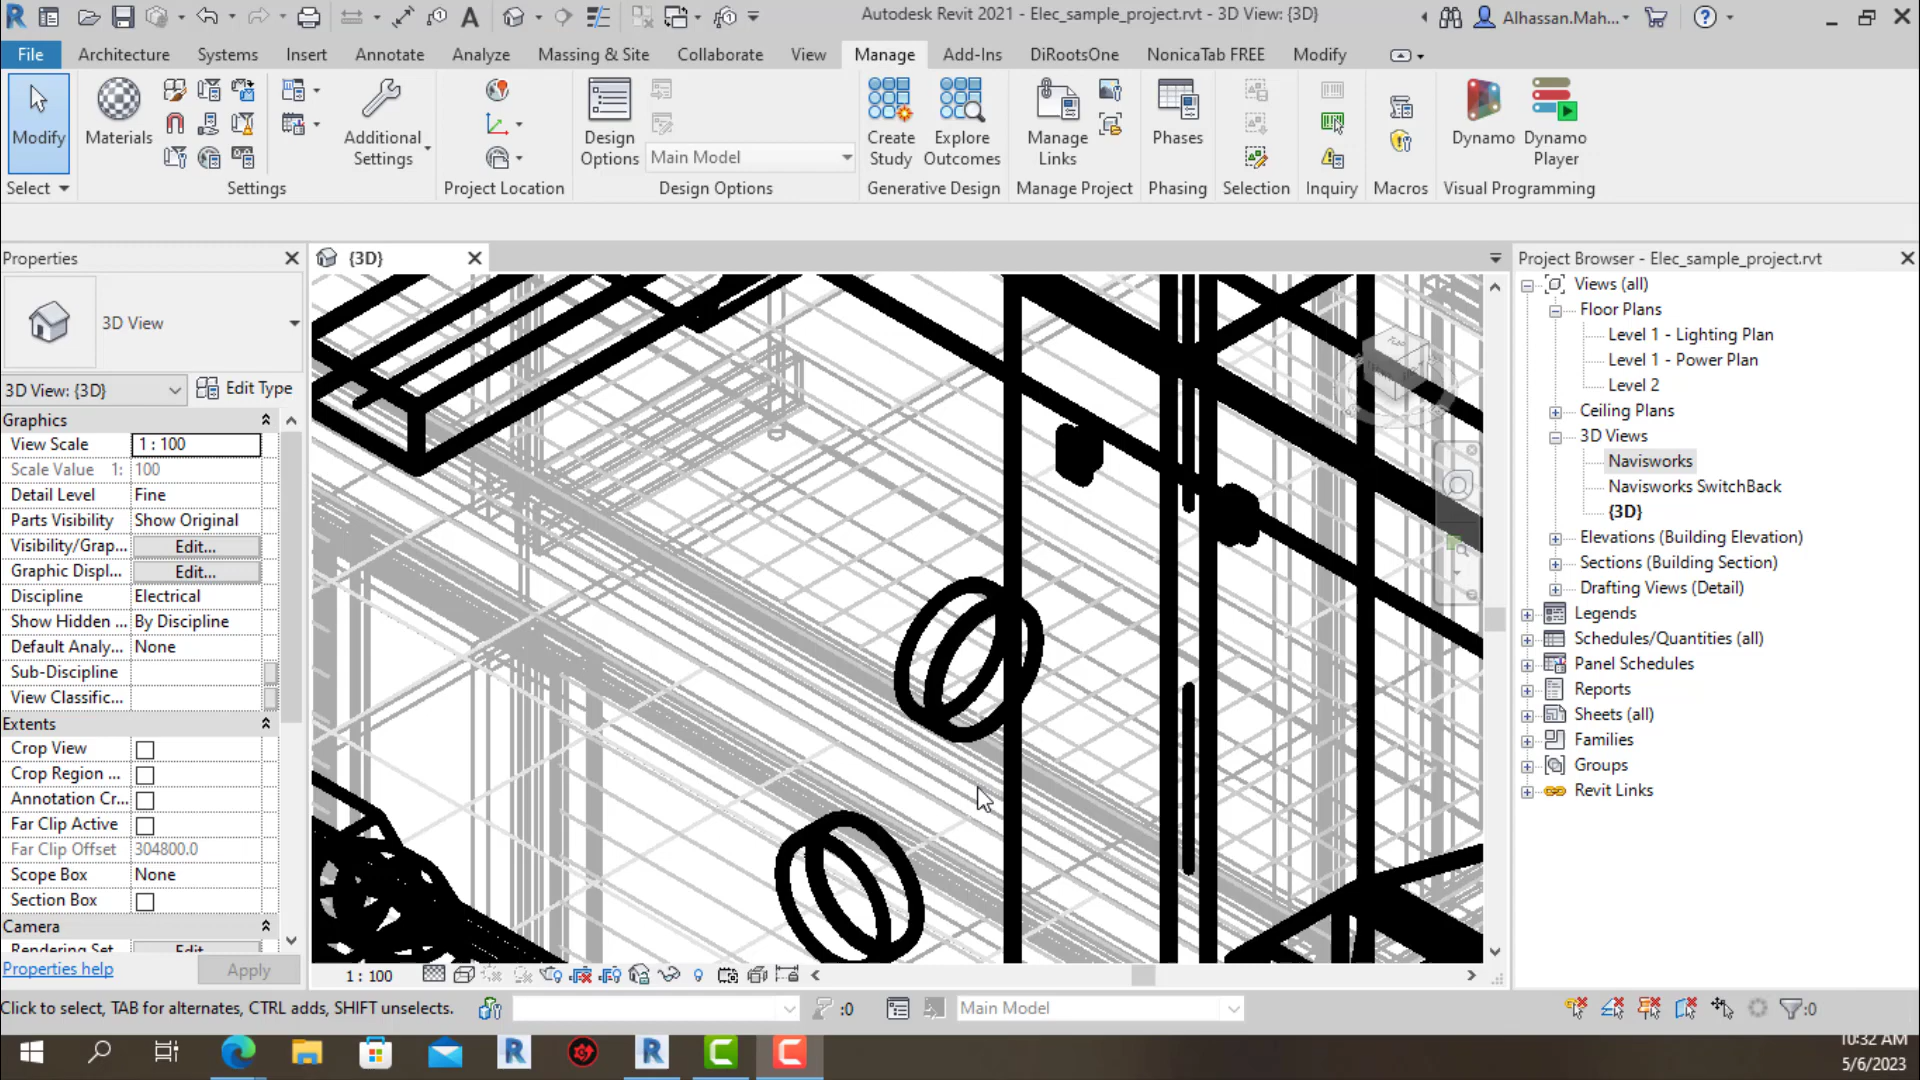 Autodesk Revit 2021 - Elec_sample_project.rvt - 3D View: {3D}
Alhassan.Mah...
File Architecture Systems Insert Annotate Analyze Massing & Site Collaborate View Manage Add-Ins DiRootsOne NonicaTab FREE Modify
Modify
Materials
Additional
Settings
Design
Options
Main Model
Create
Study
Explore
Outcomes
Manage
Links
Phases
Dynamo
Dynamo
Player
Select Settings Project Location Design Options Generative Design Manage Project Phasing Selection Inquiry Macros Visual Programming
Properties
{3D}
Project Browser - Elec_sample_project.rvt
3D View
3D View: {3D}
Edit Type
Graphics
View Scale 1 : 100
Scale Value 1: 100
Detail Level Fine
Parts Visibility Show Original
Visibility/Grap... Edit...
Graphic Displ... Edit...
Discipline Electrical
Show Hidden ... By Discipline
Default Analy... None
Sub-Discipline
View Classific...
Extents
Crop View
Crop Region ...
Annotation Cr...
Far Clip Active
Far Clip Offset 304800.0
Scope Box None
Section Box
Camera
Rendering Set Edit
Properties help
Apply
Views (all)
Floor Plans
Level 1 - Lighting Plan
Level 1 - Power Plan
Level 2
Ceiling Plans
3D Views
Navisworks
Navisworks SwitchBack
{3D}
Elevations (Building Elevation)
Sections (Building Section)
Drafting Views (Detail)
Legends
Schedules/Quantities (all)
Panel Schedules
Reports
Sheets (all)
Families
Groups
Revit Links
1 : 100
Click to select, TAB for alternates, CTRL adds, SHIFT unselects.
:0
Main Model
:0
10:32 AM
5/6/2023